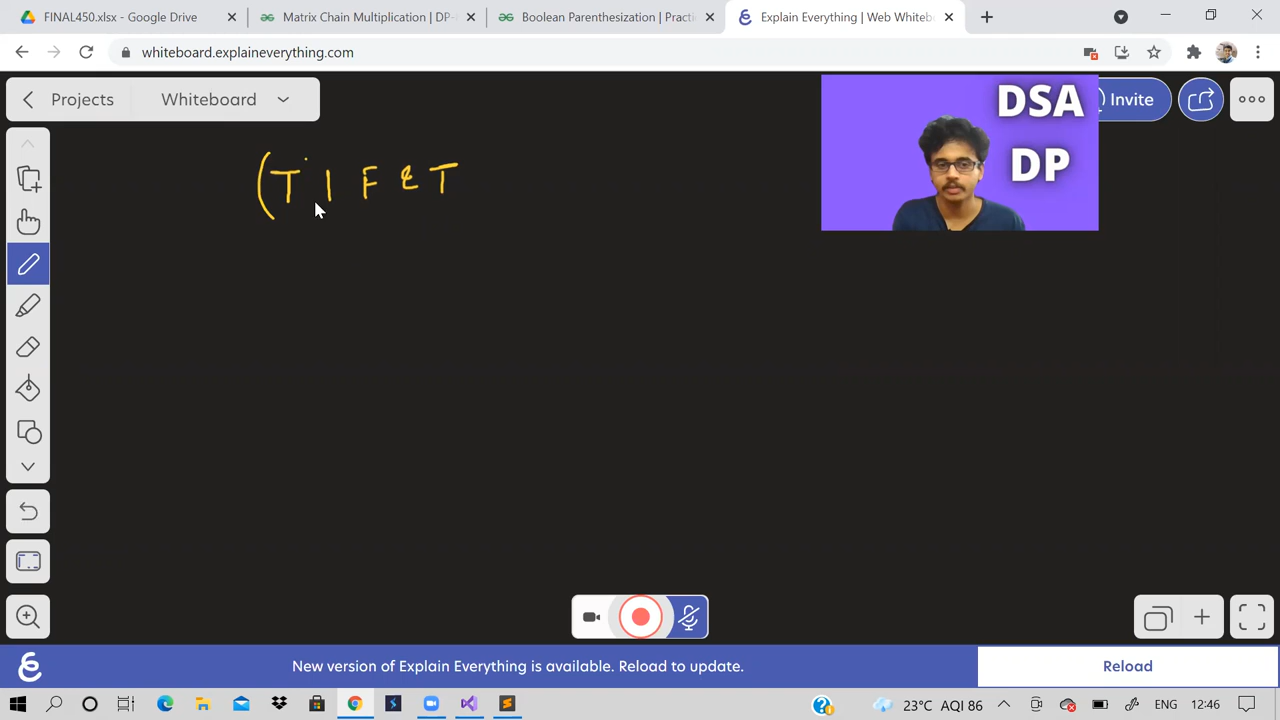 FINAL450.xlsx - Google Drive
Matrix Chain Multiplication | DP-
Boolean Parenthesization | Practi
Explain Everything | Web Whitebo
whiteboard.explaineverything.com
Projects
Whiteboard
DSA
DP
Invite
(T | F & T
New version of Explain Everything is available. Reload to update.
Reload
23°C AQI 86
ENG
12:46